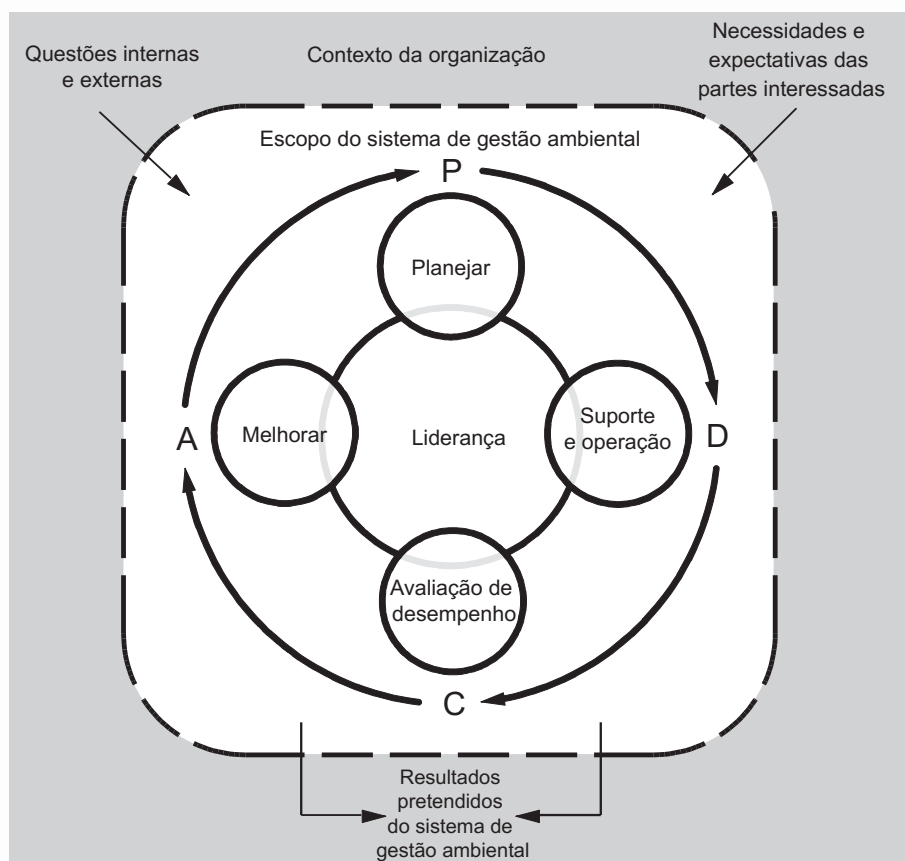 Questões internas
e externas
Contexto da organização
Necessidades e
expectativas das
partes interessadas
Escopo do sistema de gestão ambiental
P
Planejar
A
Melhorar
Liderança
Suporte
e operação
D
Avaliação de
desempenho
C
Resultados
pretendidos
do sistema de
gestão ambiental